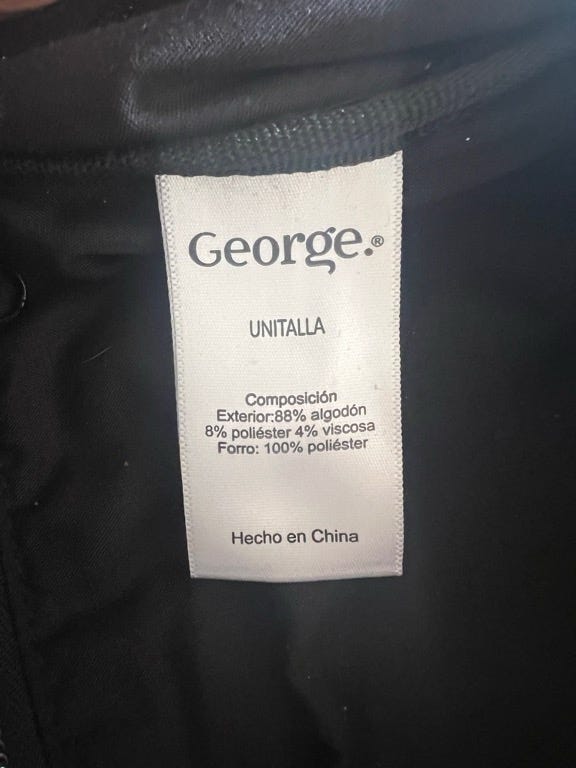 George.®
UNITALLA
Composición
Exterior:88% algodón
8% poliéster 4% viscosa
Forro: 100% poliéster
Hecho en China